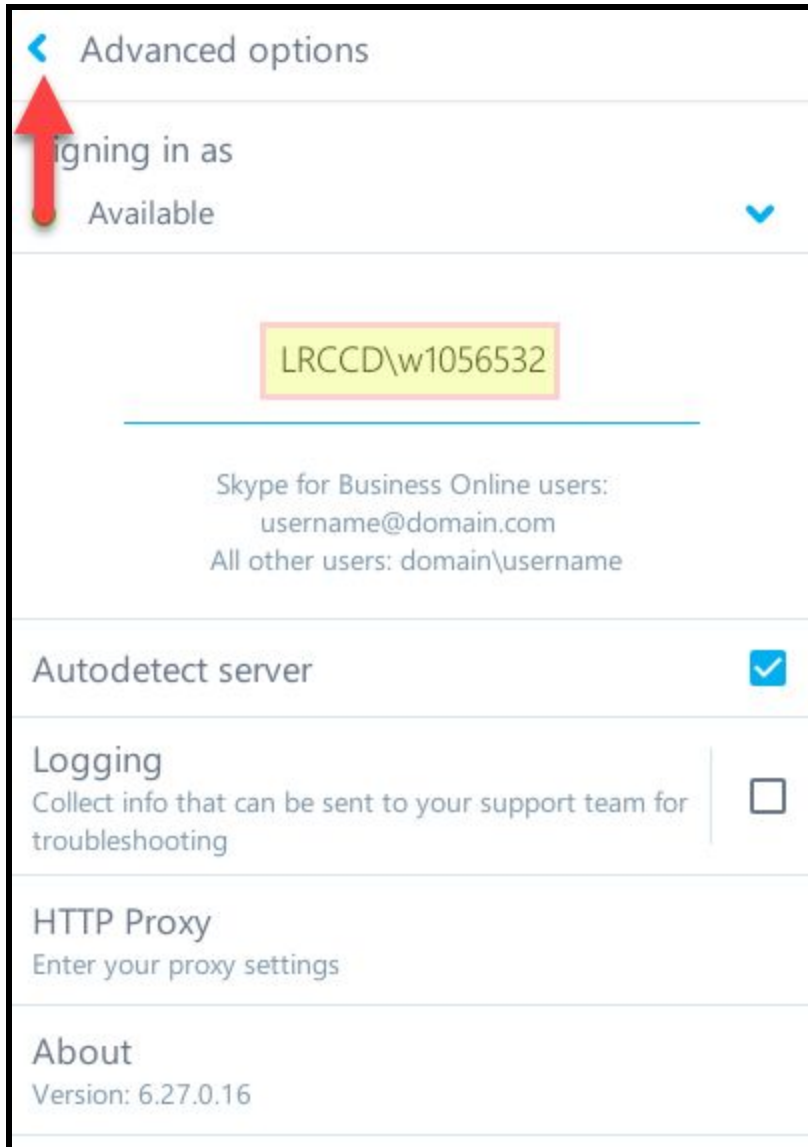 Advanced options
igning in as
Available
LRCCD\w1056532
Skype for Business Online users:
username@domain.com
All other users: domain\username
Autodetect server
Logging
Collect info that can be sent to your support team for
troubleshooting
HTTP Proxy
Enter your proxy settings
About
Version: 6.27.0.16